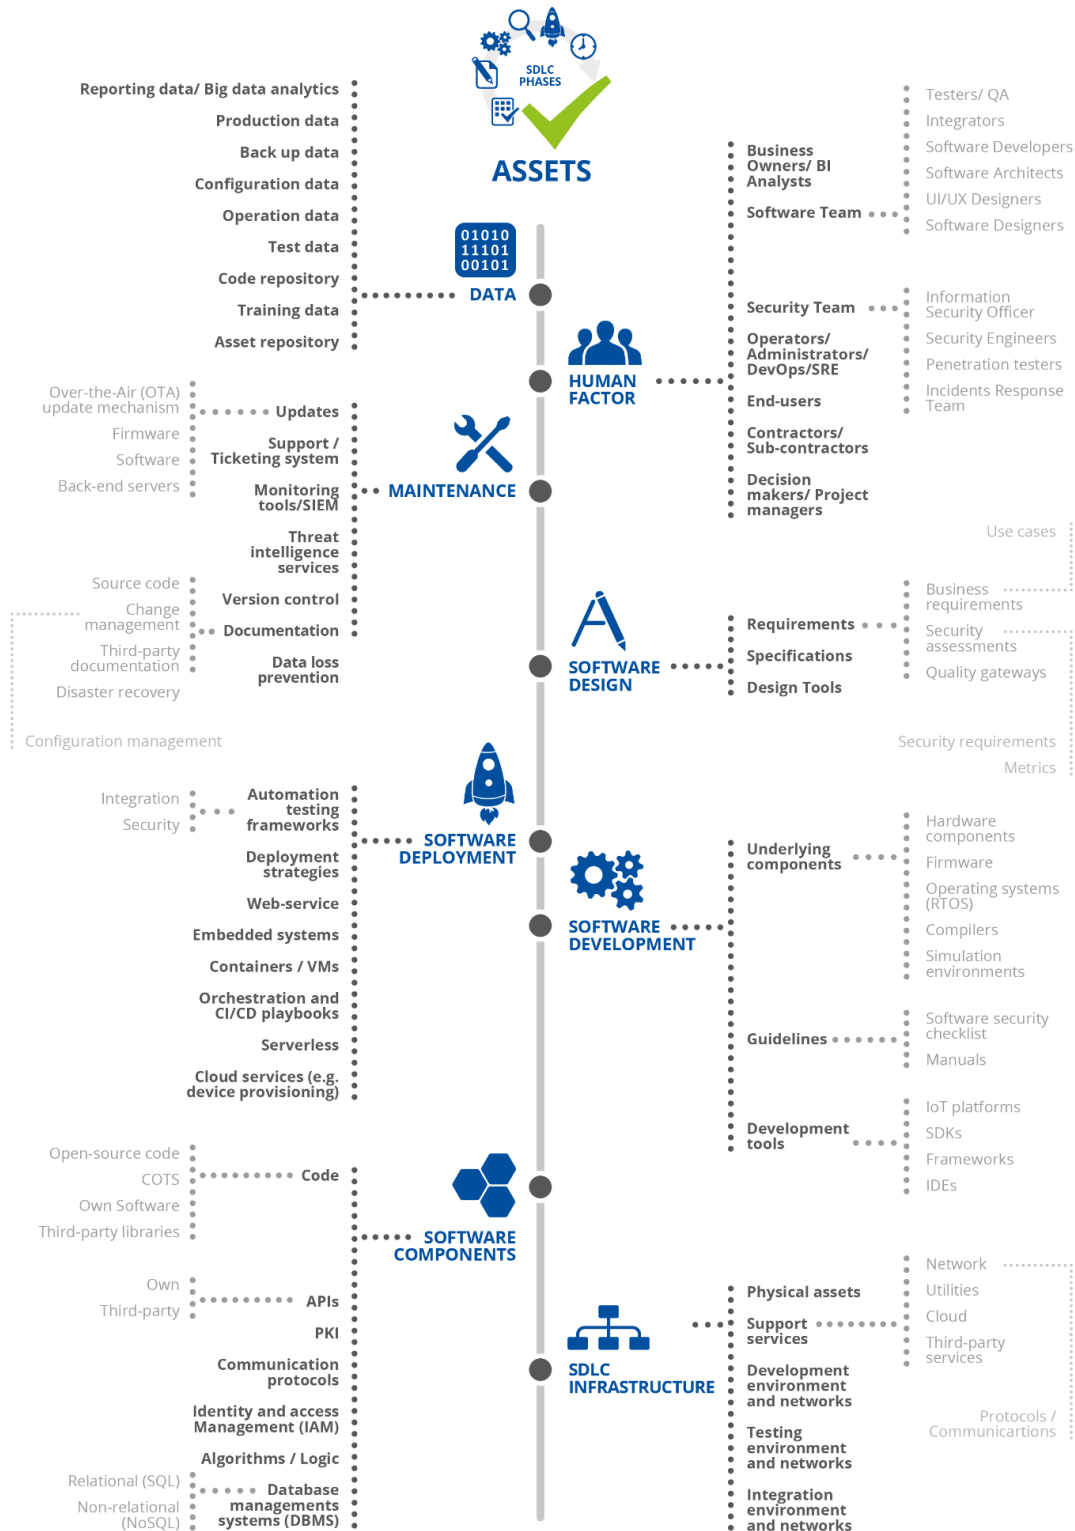 SDLC
PHASES
ASSETS
01010
11101
00101
DATA
Reporting data/ Big data analytics
Production data
Back up data
Configuration data
Operation data
Test data
Code repository
Training data
Asset repository
HUMAN
FACTOR
Business
Owners/ BI
Analysts
Software Team
Testers/ QA
Integrators
Software Developers
Software Architects
UI/UX Designers
Software Designers
Security Team
Information
Security Officer
Security Engineers
Penetration testers
Incidents Response
Team
Operators/
Administrators/
DevOps/SRE
End-users
Contractors/
Sub-contractors
Decision
makers/ Project
managers
MAINTENANCE
Updates
Over-the-Air (OTA)
update mechanism
Firmware
Software
Back-end servers
Support /
Ticketing system
Monitoring
tools/SIEM
Threat
intelligence
services
Version control
Documentation
Source code
Change
management
Third-party
documentation
Disaster recovery
Configuration management
Data loss
prevention
SOFTWARE
DESIGN
Requirements
Business
requirements
Use cases
Security
assessments
Quality gateways
Security requirements
Metrics
Specifications
Design Tools
SOFTWARE
DEPLOYMENT
Automation
testing
frameworks
Integration
Security
Deployment
strategies
Web-service
Embedded systems
Containers / VMs
Orchestration and
CI/CD playbooks
Serverless
Cloud services (e.g.
device provisioning)
SOFTWARE
DEVELOPMENT
Underlying
components
Hardware
components
Firmware
Operating systems
(RTOS)
Compilers
Simulation
environments
Guidelines
Software security
checklist
Manuals
Development
tools
IoT platforms
SDKs
Frameworks
IDEs
SOFTWARE
COMPONENTS
Code
Open-source code
COTS
Own Software
Third-party libraries
APIs
Own
Third-party
PKI
Communication
protocols
Identity and access
Management (IAM)
Algorithms / Logic
Database
managements
systems (DBMS)
Relational (SQL)
Non-relational
(NoSQL)
SDLC
INFRASTRUCTURE
Physical assets
Support
services
Network
Utilities
Cloud
Third-party
services
Protocols /
Communicartions
Development
environment
and networks
Testing
environment
and networks
Integration
environment
and networks